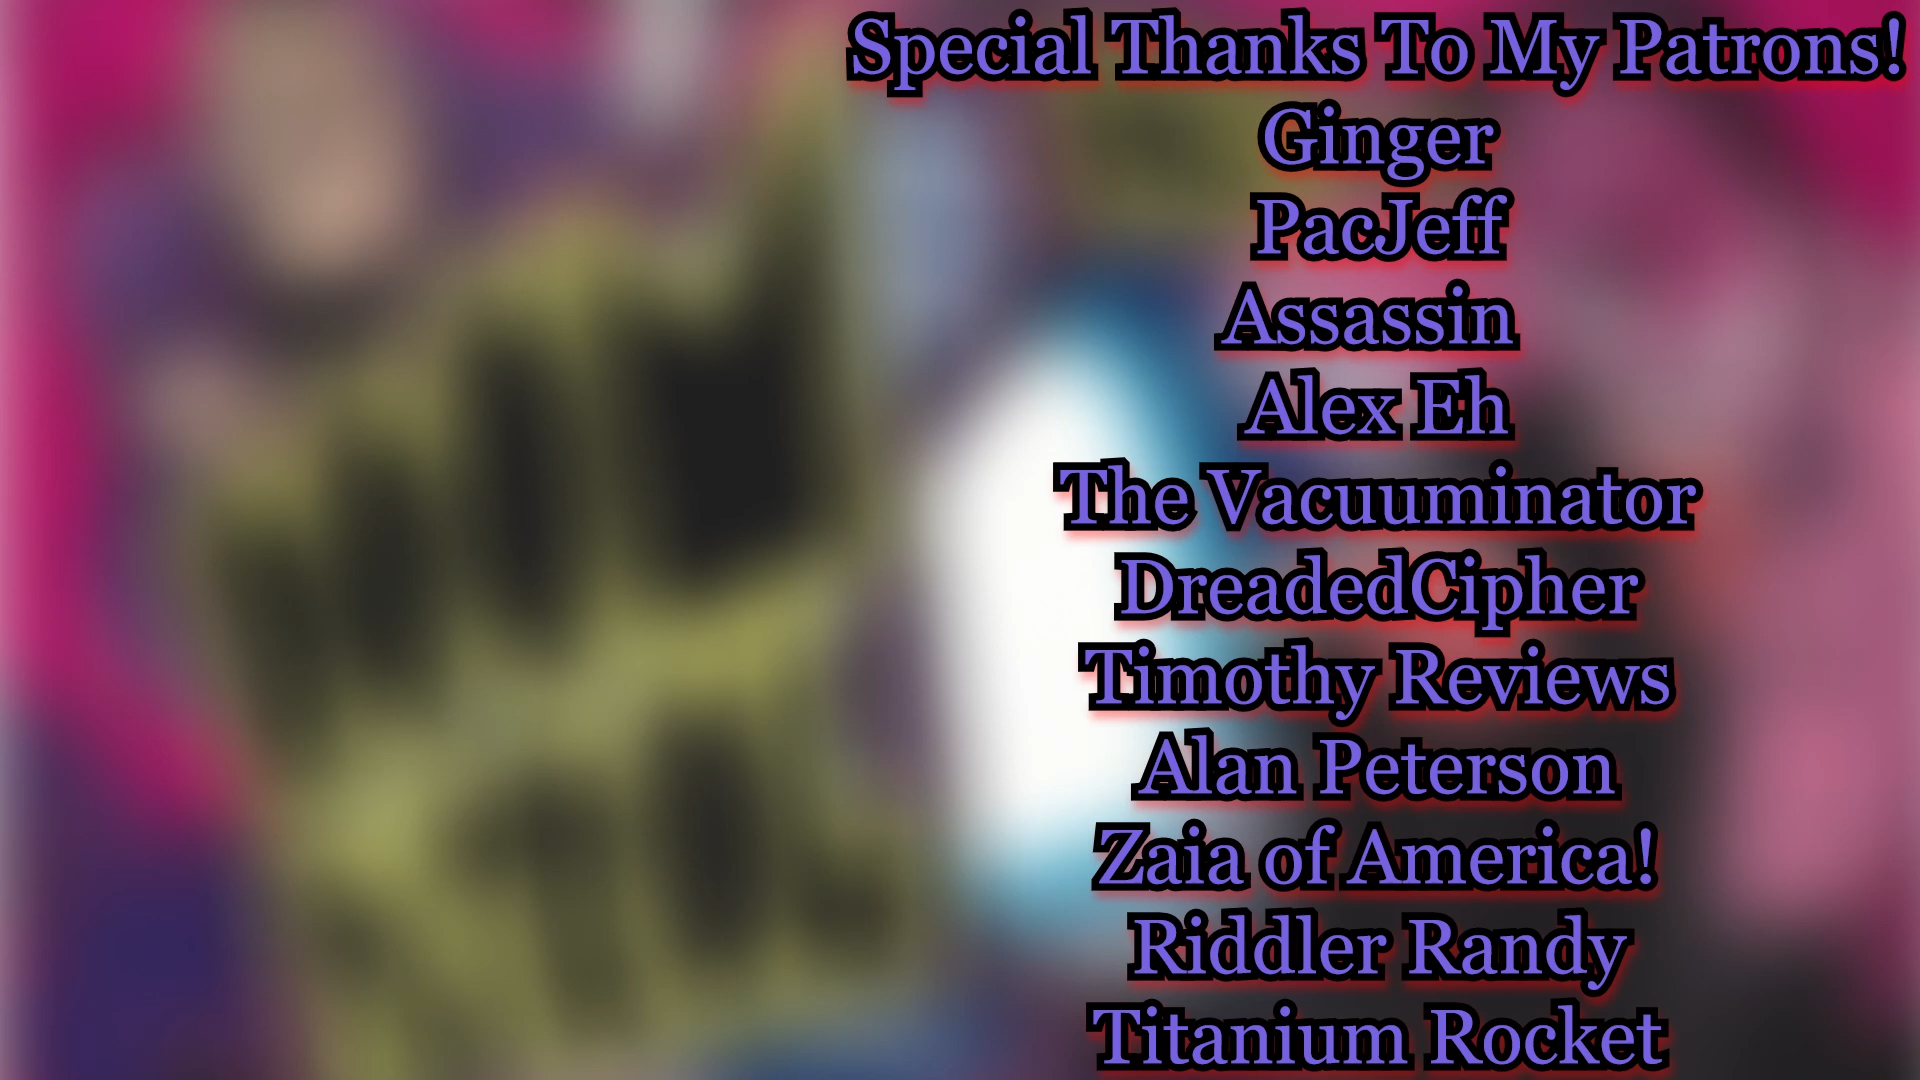 Special Thanks To My Patrons!
Ginger
PacJeff
Assassin
Alex Eh
The Vacuuminator
DreadedCipher
Timothy Reviews
Alan Peterson
Zaia of America!
Riddler Randy
Titanium Rocket